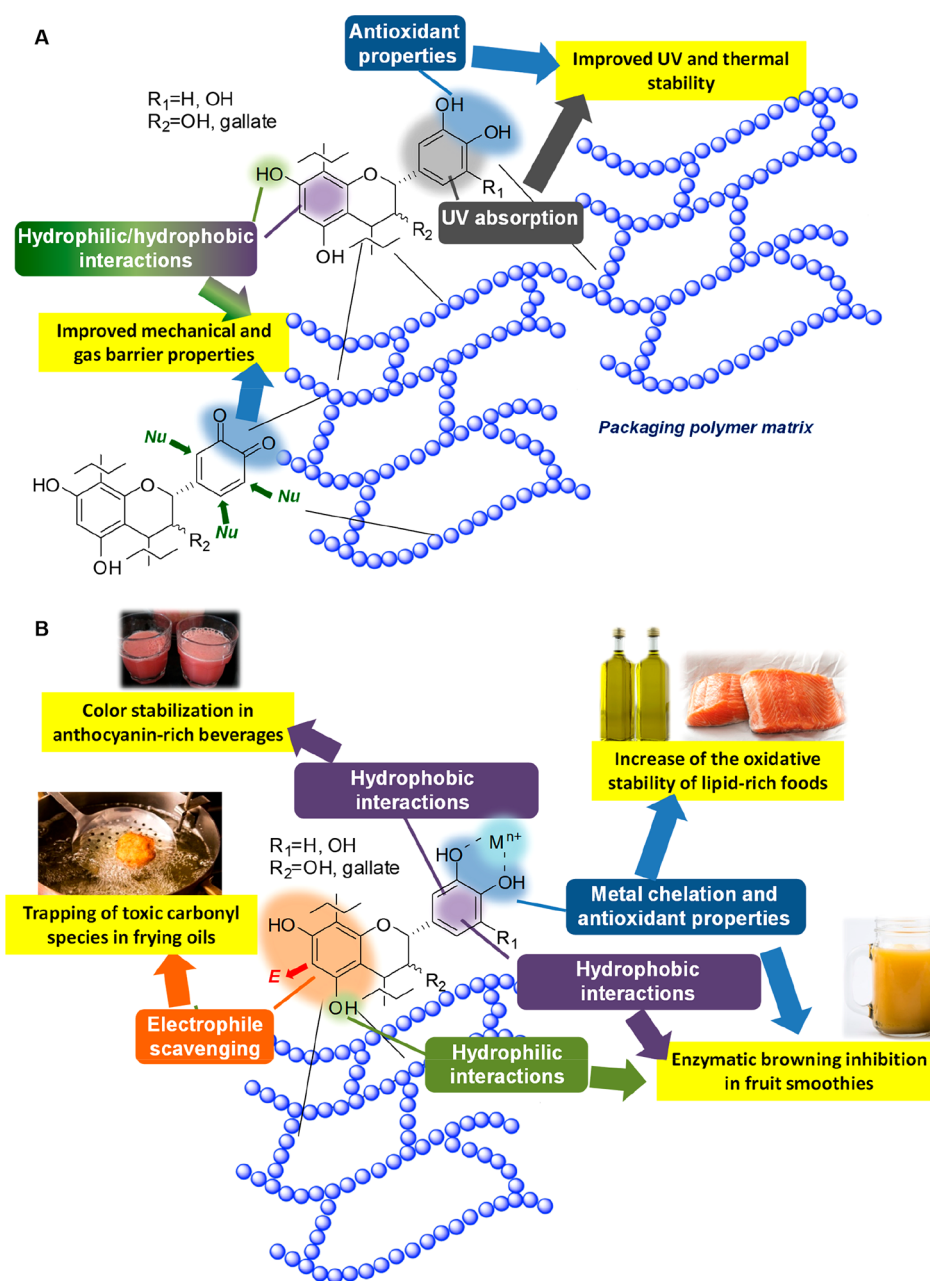 A
Antioxidant
properties
Improved UV and thermal
stability
R1=H, OH
R2=OH, gallate
OH
OH
HO
O
R1
R2
OH
UV absorption
Hydrophilic/hydrophobic
interactions
Improved mechanical and
gas barrier properties
O
O
Nu
Nu
Nu
HO
O
R2
OH
Packaging polymer matrix
B
Color stabilization in
anthocyanin-rich beverages
Increase of the oxidative
stability of lipid-rich foods
Hydrophobic
interactions
R1=H, OH
R2=OH, gallate
Mn+
HO
OH
Metal chelation and
antioxidant properties
Trapping of toxic carbonyl
species in frying oils
HO
O
R1
E
R2
OH
Hydrophobic
interactions
Electrophile
scavenging
Hydrophilic
interactions
Enzymatic browning inhibition
in fruit smoothies